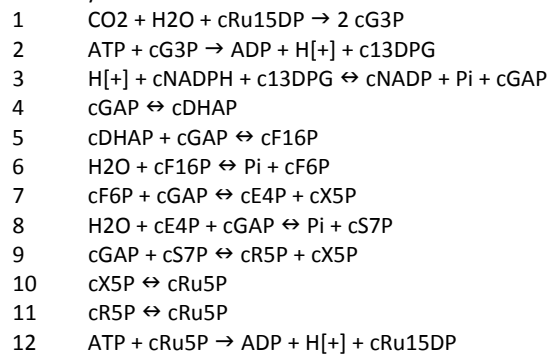 1 CO2 + H2O + cRu15DP → 2 cG3P
2 ATP + cG3P → ADP + H[+] + c13DPG
3 H[+] + cNADPH + c13DPG ↔ cNADP + Pi + cGAP
4 cGAP ↔ cDHAP
5 cDHAP + cGAP ↔ cF16P
6 H2O + cF16P ↔ Pi + cF6P
7 cF6P + cGAP ↔ cE4P + cX5P
8 H2O + cE4P + cGAP ↔ Pi + cS7P
9 cGAP + cS7P ↔ cR5P + cX5P
10 cX5P ↔ cRu5P
11 cR5P ↔ cRu5P
12 ATP + cRu5P → ADP + H[+] + cRu15DP